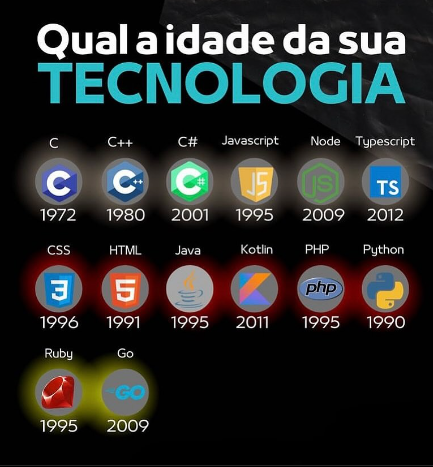 Qual a idade da sua
TECNOLOGIA
C C++ C# Javascript Node Typescript
C C++ C# JS JS TS
1972 1980 2001 1995 2009 2012
CSS HTML Java Kotlin PHP Python
3 5 php
1996 1991 1995 2011 1995 1990
Ruby Go
GO
1995 2009